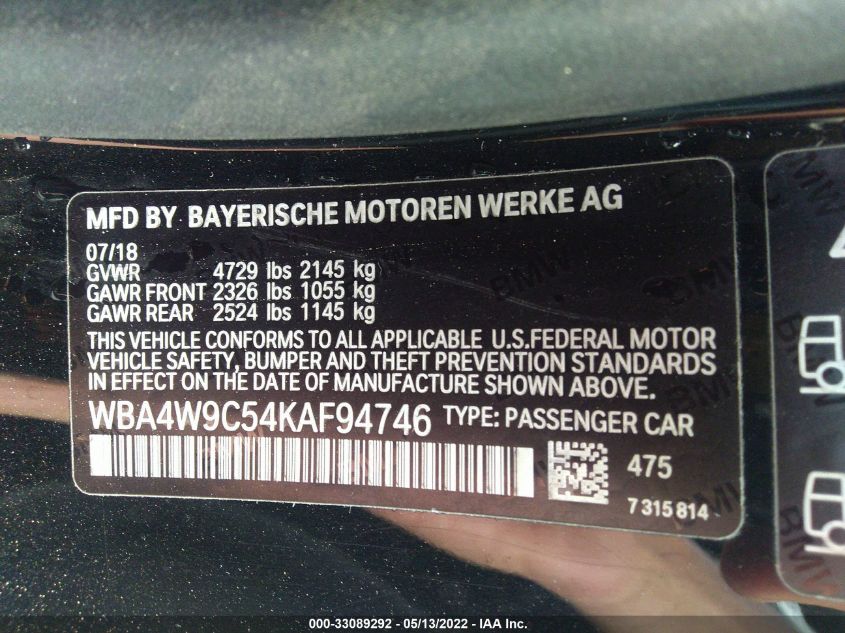 MFD BY BAYERISCHE MOTOREN WERKE AG
07/18
GVWR 4729 lbs 2145 kg
GAWR FRONT 2326 lbs 1055 kg
GAWR REAR 2524 lbs 1145 kg
THIS VEHICLE CONFORMS TO ALL APPLICABLE U.S.FEDERAL MOTOR
VEHICLE SAFETY, BUMPER AND THEFT PREVENTION STANDARDS
IN EFFECT ON THE DATE OF MANUFACTURE SHOWN ABOVE.
WBA4W9C54KAF94746 TYPE: PASSENGER CAR
475
7 315 814
000-33089292 - 05/13/2022 - IAA Inc.